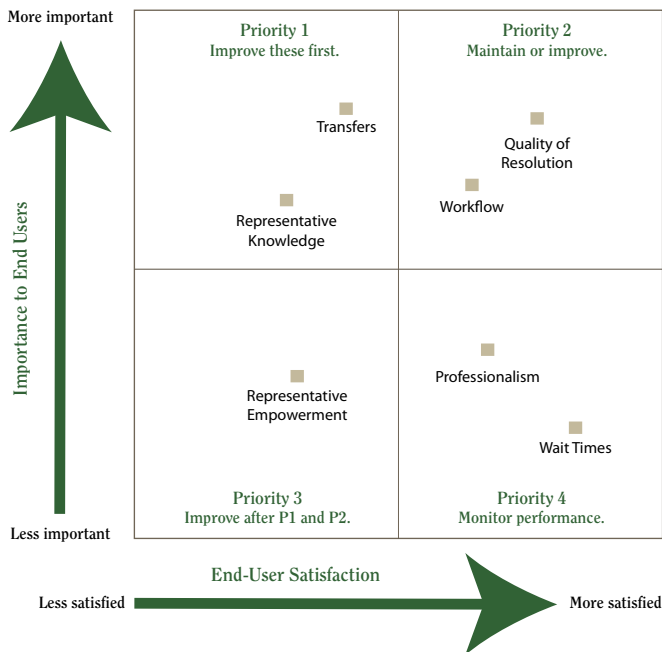 More important
Priority 1
Improve these first.
Priority 2
Maintain or improve.
Transfers
Quality of
Resolution
Workflow
Representative
Knowledge
Importance to End Users
Professionalism
Representative
Empowerment
Wait Times
Priority 3
Improve after P1 and P2.
Priority 4
Monitor performance.
Less important
End-User Satisfaction
Less satisfied
More satisfied